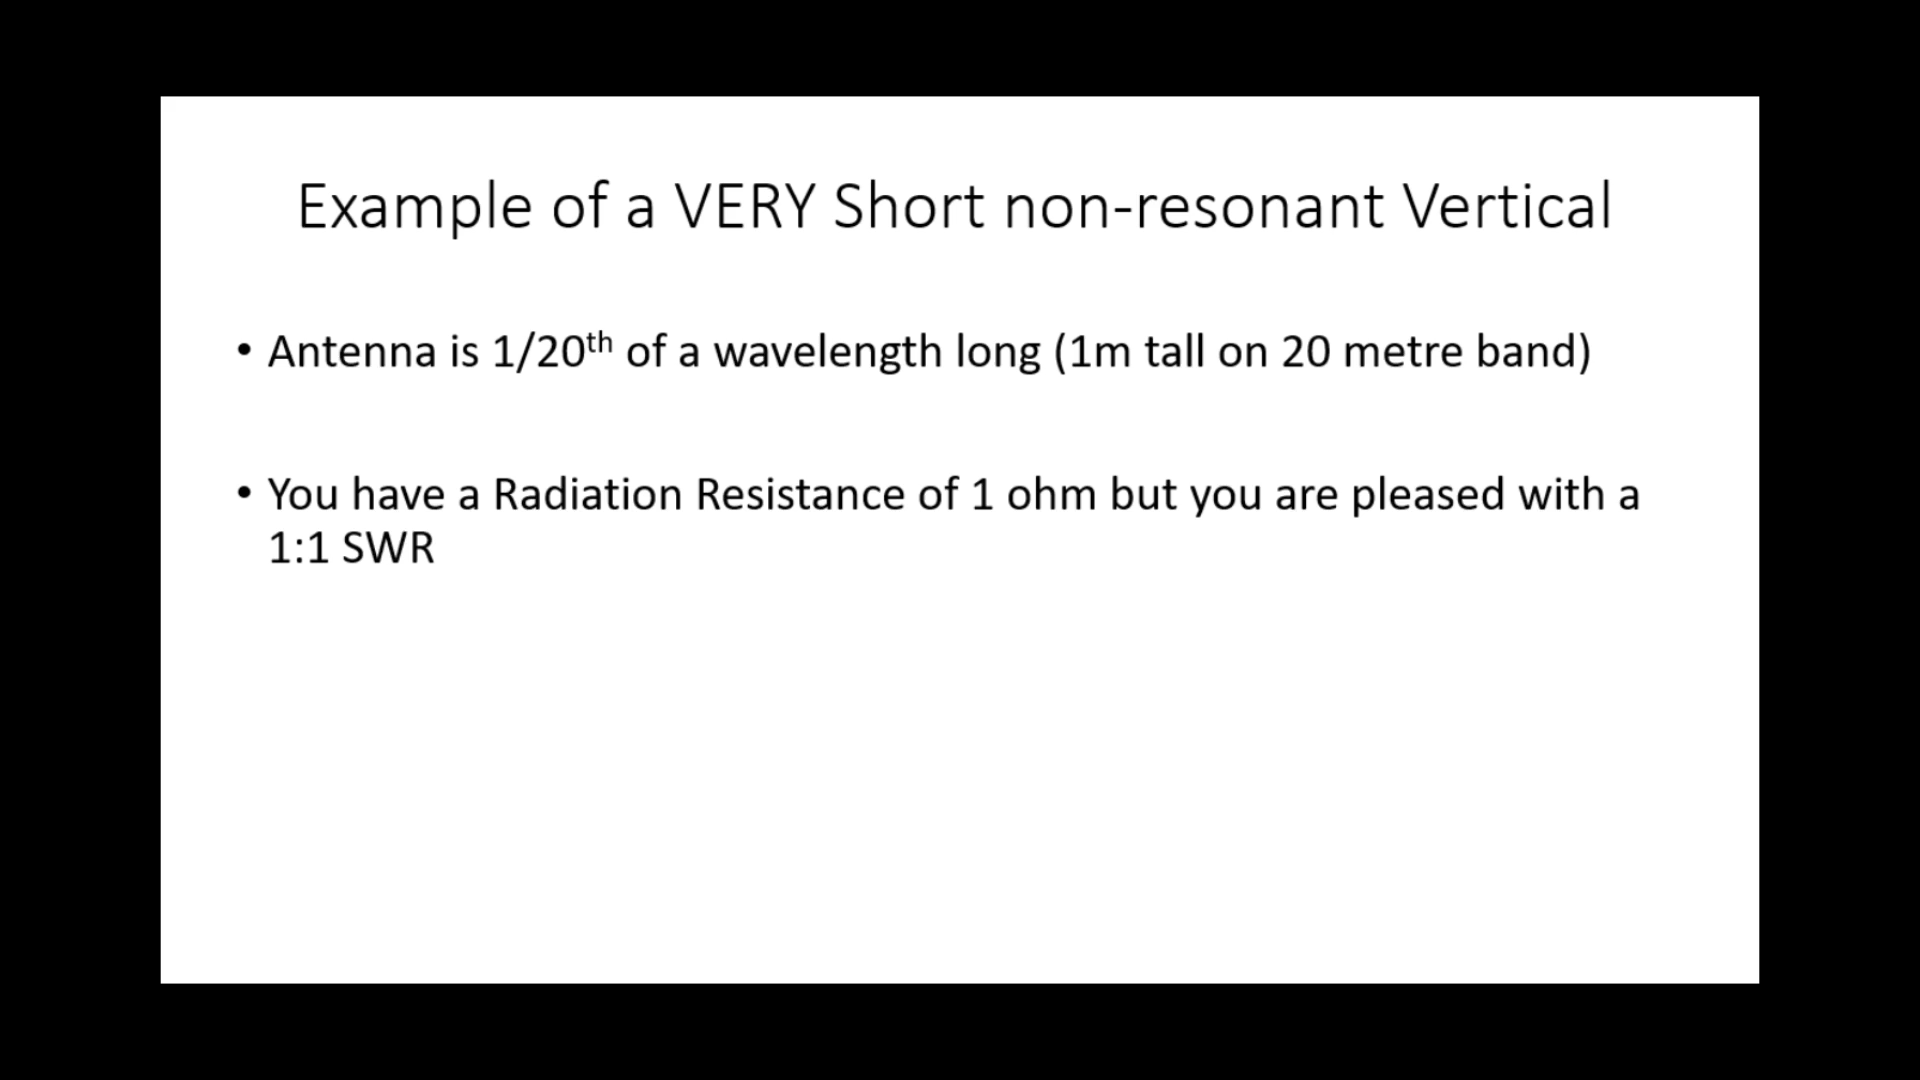 Example of a VERY Short non-resonant Vertical
• Antenna is 1/20th of a wavelength long (1m tall on 20 metre band)
• You have a Radiation Resistance of 1 ohm but you are pleased with a
1:1 SWR